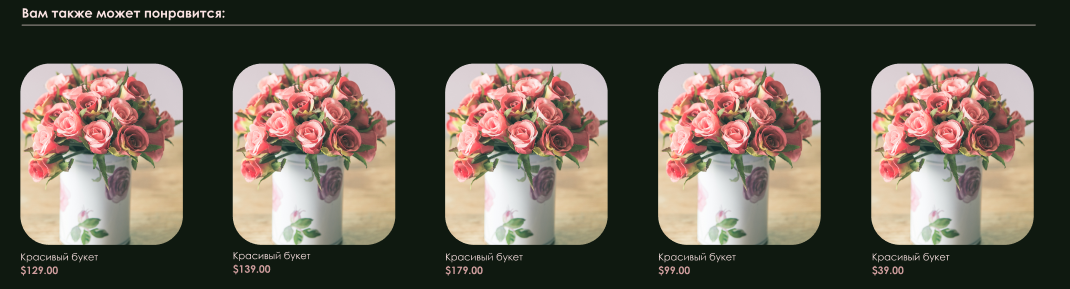 Вам также может понравится:
Красивый букет
$129.00
Красивый букет
$139.00
Красивый букет
$179.00
Красивый букет
$99.00
Красивый букет
$39.00